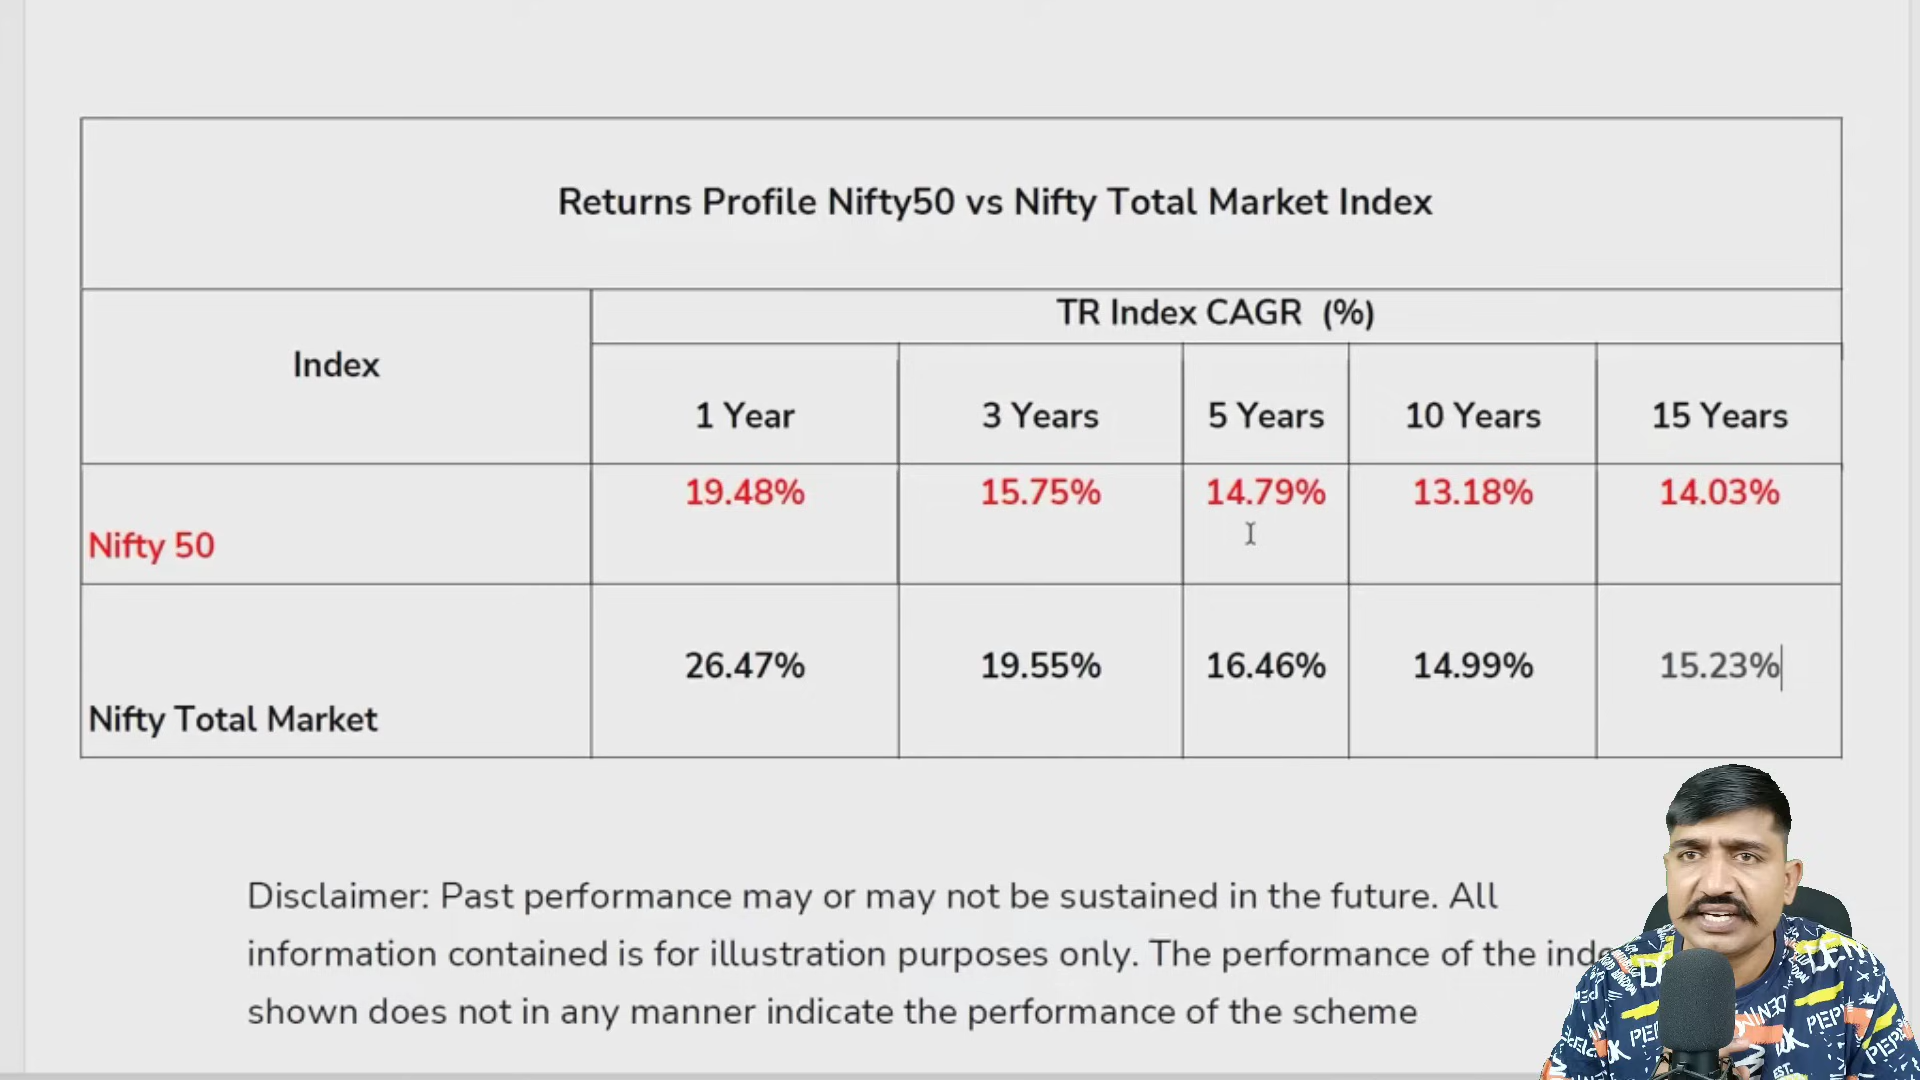 Returns Profile Nifty50 vs Nifty Total Market Index
TR Index CAGR (%)
Index
1 Year 3 Years 5 Years 10 Years 15 Years
19.48% 15.75% 14.79% 13.18% 14.03%
Nifty 50
26.47% 19.55% 16.46% 14.99% 15.23%
Nifty Total Market
Disclaimer: Past performance may or may not be sustained in the future. All
information contained is for illustration purposes only. The performance of the
shown does not in any manner indicate the performance of the scheme